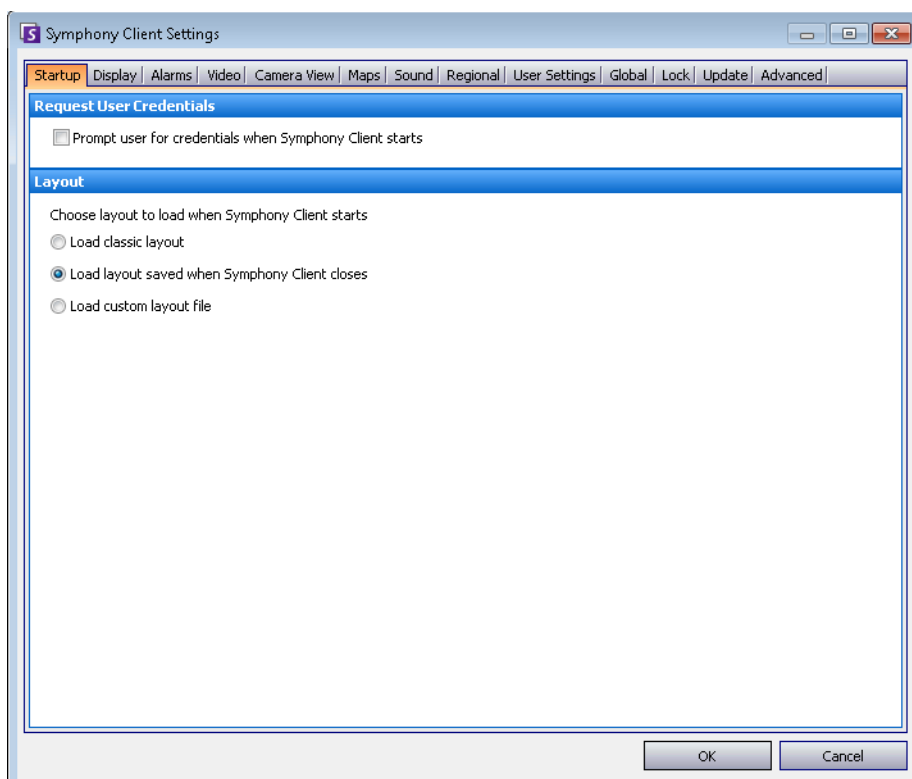 Symphony Client Settings
Startup Display Alarms Video Camera View Maps Sound Regional User Settings Global Lock Update Advanced
Request User Credentials
Prompt user for credentials when Symphony Client starts
Layout
Choose layout to load when Symphony Client starts
Load classic layout
Load layout saved when Symphony Client closes
Load custom layout file
OK Cancel